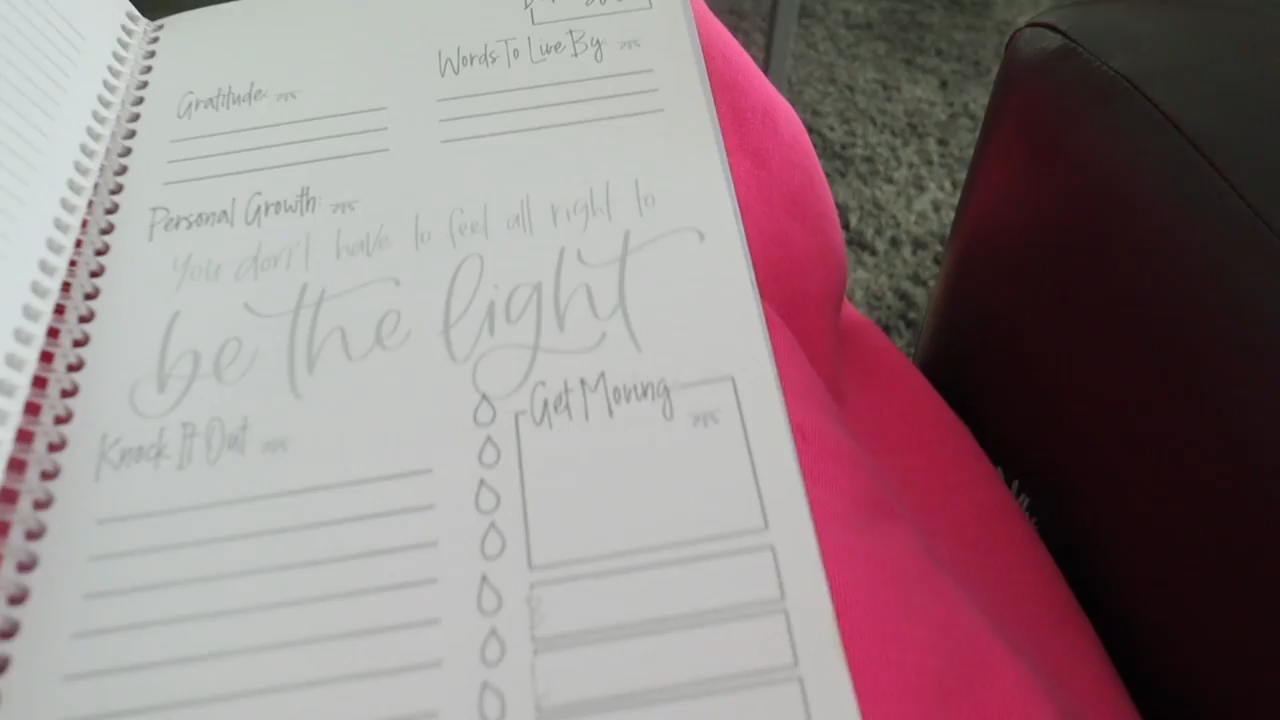 Words To Live By
Gratitude:
Personal Growth:
you don't have to feel all right to
be the light
Knock It Out
Get Moving